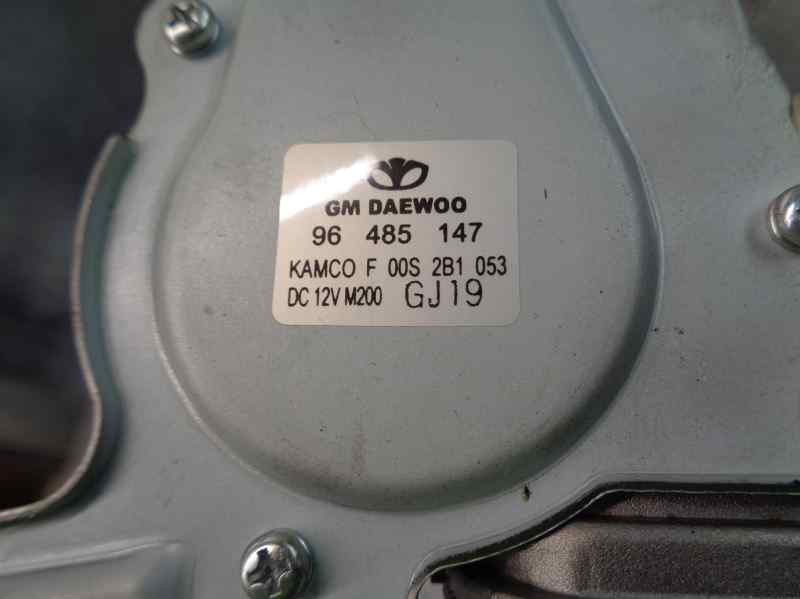 GM DAEWOO
96 485 147
KAMCO F 00S 2B1 053
DC 12V M200 GJ19